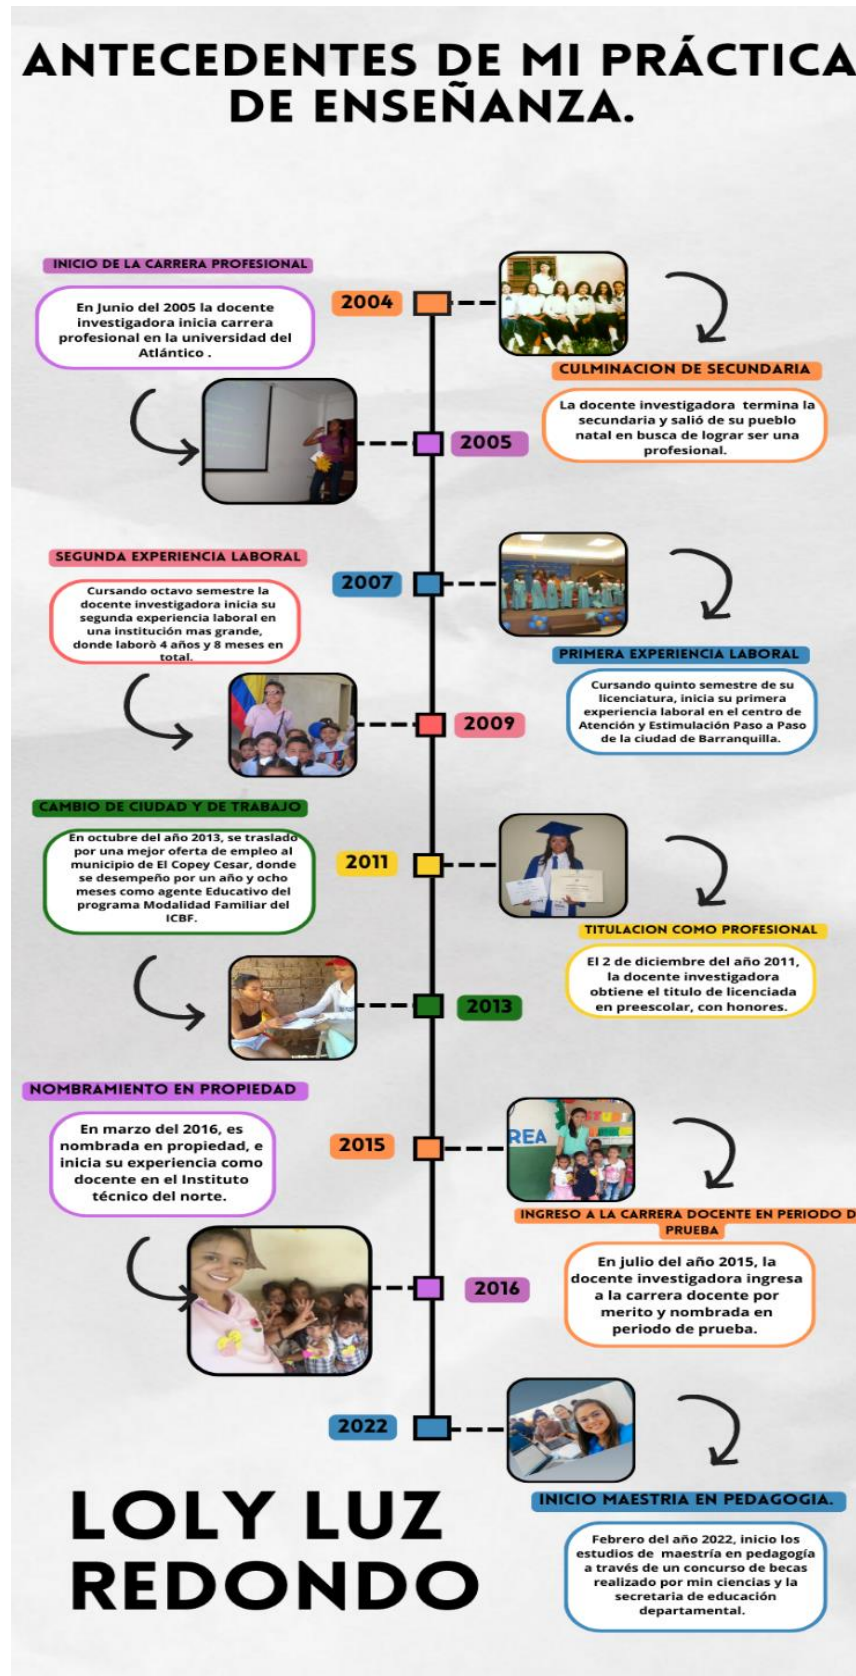 ANTECEDENTES DE MI PRÁCTICA
DE ENSEÑANZA.
2004
CULMINACION DE SECUNDARIA
La docente investigadora termina la
secundaria y salió de su pueblo
natal en busca de lograr ser una
profesional.
INICIO DE LA CARRERA PROFESIONAL
En Junio del 2005 la docente
investigadora inicia carrera
profesional en la universidad del
Atlántico .
2005
2007
PRIMERA EXPERIENCIA LABORAL
Cursando quinto semestre de su
licenciatura, inicia su primera
experiencia laboral en el centro de
Atención y Estimulación Paso a Paso
de la ciudad de Barranquilla.
SEGUNDA EXPERIENCIA LABORAL
Cursando octavo semestre la
docente investigadora inicia su
segunda experiencia laboral en
una institución mas grande,
donde laborò 4 años y 8 meses en
total.
2009
2011
TITULACION COMO PROFESIONAL
El 2 de diciembre del año 2011,
la docente investigadora
obtiene el titulo de licenciada
en preescolar, con honores.
CAMBIO DE CIUDAD Y DE TRABAJO
En octubre del año 2013, se traslado
por una mejor oferta de empleo al
municipio de El Copey Cesar, donde
se desempeño por un año y ocho
meses como agente Educativo del
programa Modalidad Familiar del
ICBF.
2013
2015
REA
INGRESO A LA CARRERA DOCENTE EN PERIODO D
PRUEBA
En julio del año 2015, la
docente investigadora ingresa
a la carrera docente por
merito y nombrada en
periodo de prueba.
NOMBRAMIENTO EN PROPIEDAD
En marzo del 2016, es
nombrada en propiedad, e
inicia su experiencia como
docente en el Instituto
técnico del norte.
2016
2022
INICIO MAESTRIA EN PEDAGOGIA.
Febrero del año 2022, inicio los
estudios de maestría en pedagogía
a través de un concurso de becas
realizado por min ciencias y la
secretaria de educación
departamental.
LOLY LUZ
REDONDO